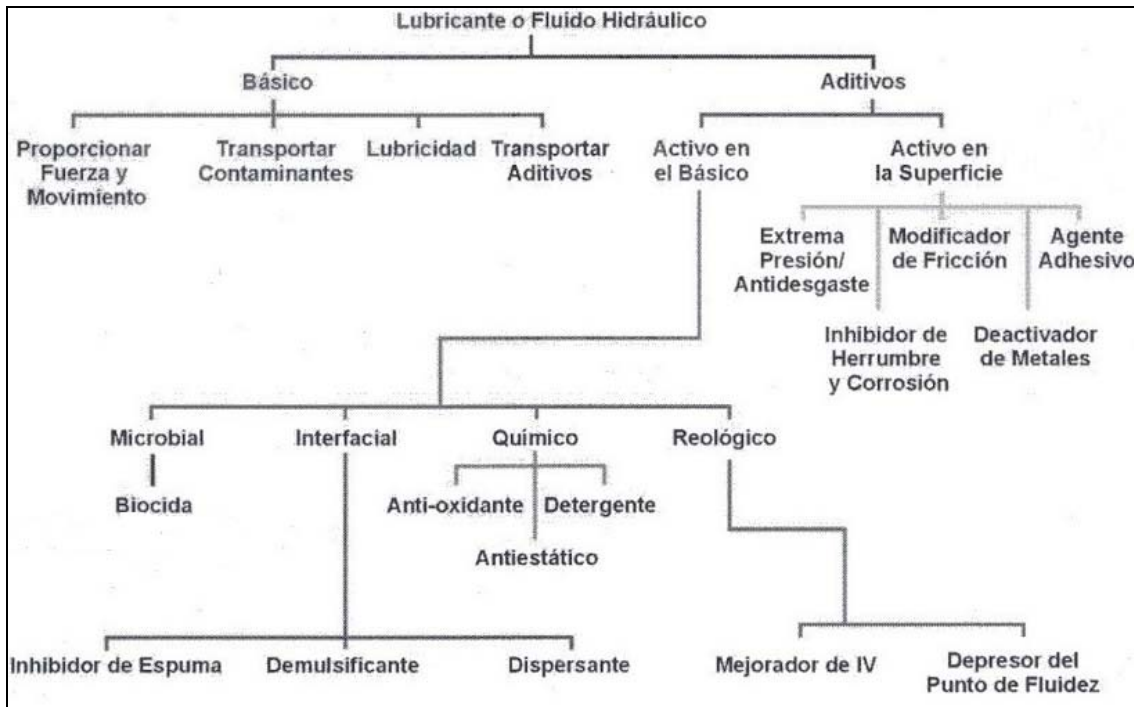 Lubricante o Fluido Hidráulico
Básico
Aditivos
Proporcionar
Fuerza y
Movimiento
Transportar
Contaminantes
Lubricidad
Transportar
Aditivos
Activo en
el Básico
Activo en
la Superficie
Extrema
Presión/
Antidesgaste
Modificador
de Fricción
Agente
Adhesivo
Inhibidor de
Herrumbre
y Corrosión
Deactivador
de Metales
Microbial
Interfacial
Químico
Reológico
Biocida
Anti-oxidante
Detergente
Antiestático
Inhibidor de Espuma
Demulsificante
Dispersante
Mejorador de IV
Depresor del
Punto de Fluidez